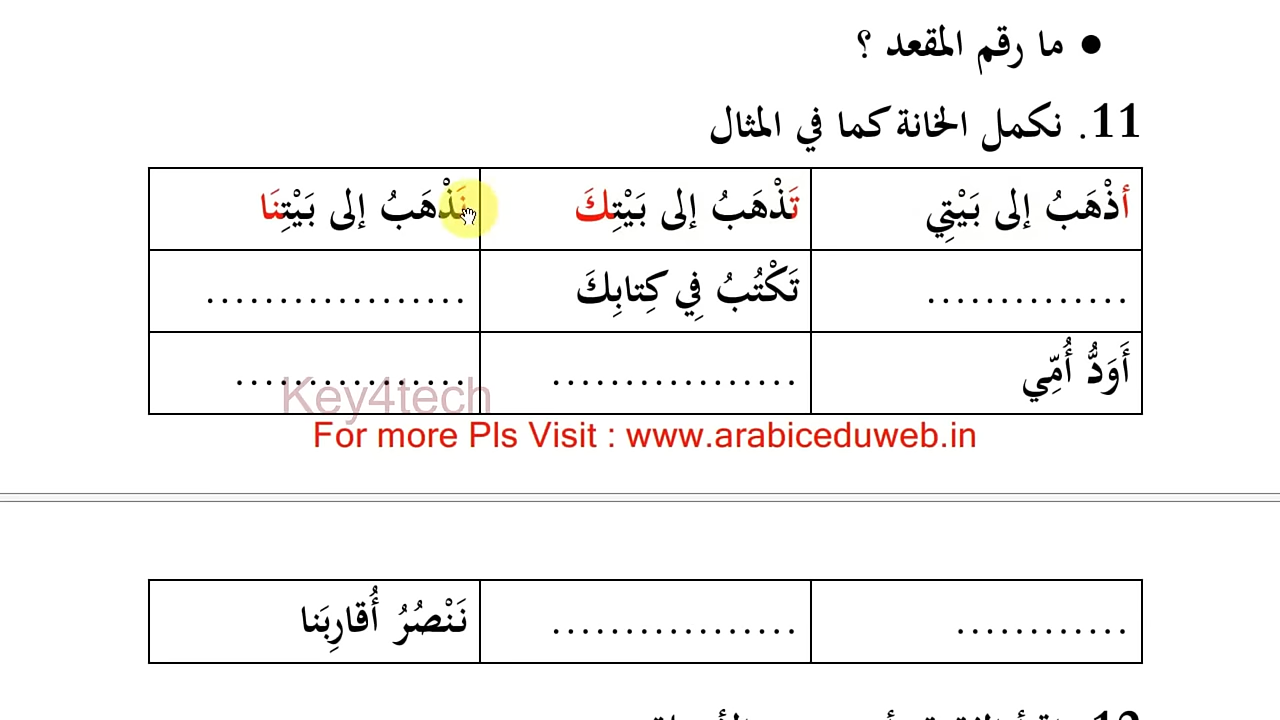 ● ما رقم المقعد ؟
11. نكمل الخانة كما في المثال
أذْهَبُ إلى بَيْتِي تَذْهَبُ إلى بَيْتِكَ نَذْهَبُ إلى بَيْتِنَا
.............. تَكْتُبُ فِي كِتابِكَ ..................
أَوَدُّ أُمِّي ................. ................
Key4tech
For more Pls Visit : www.arabiceduweb.in
............ ................. نَنْصُرُ أُقارِبَنا